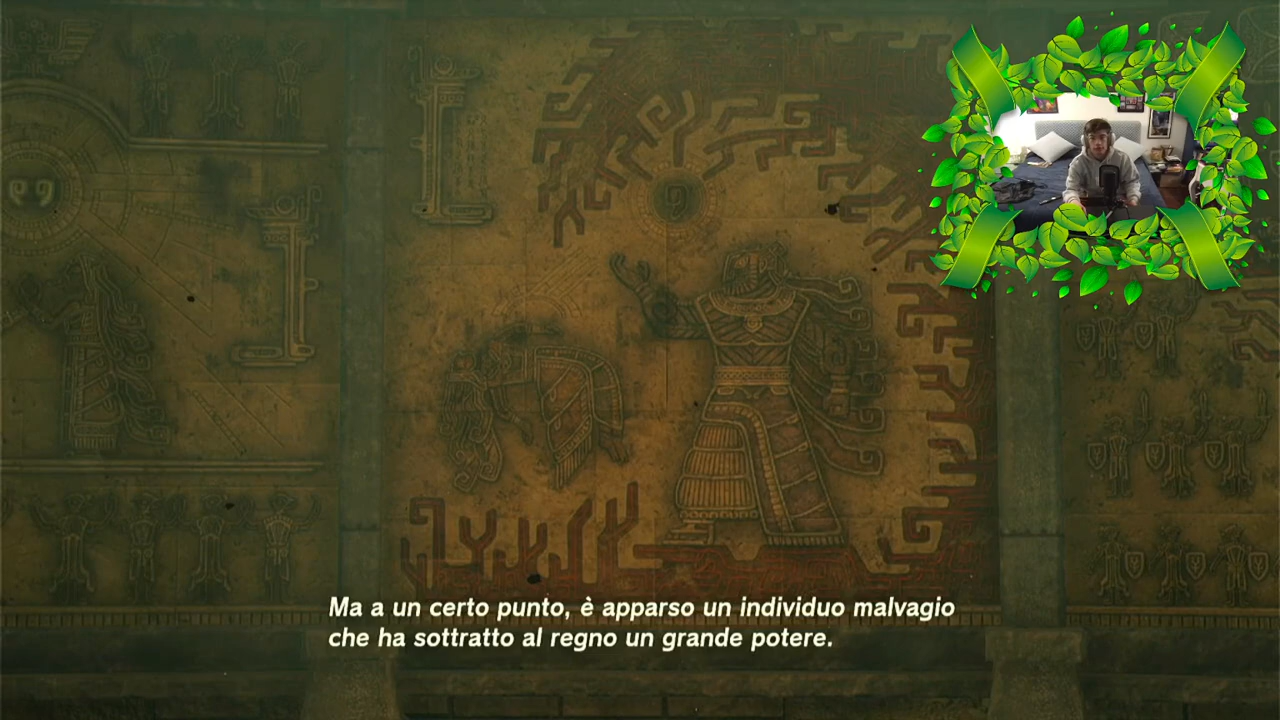 Ma a un certo punto, è apparso un individuo malvagio
che ha sottratto al regno un grande potere.